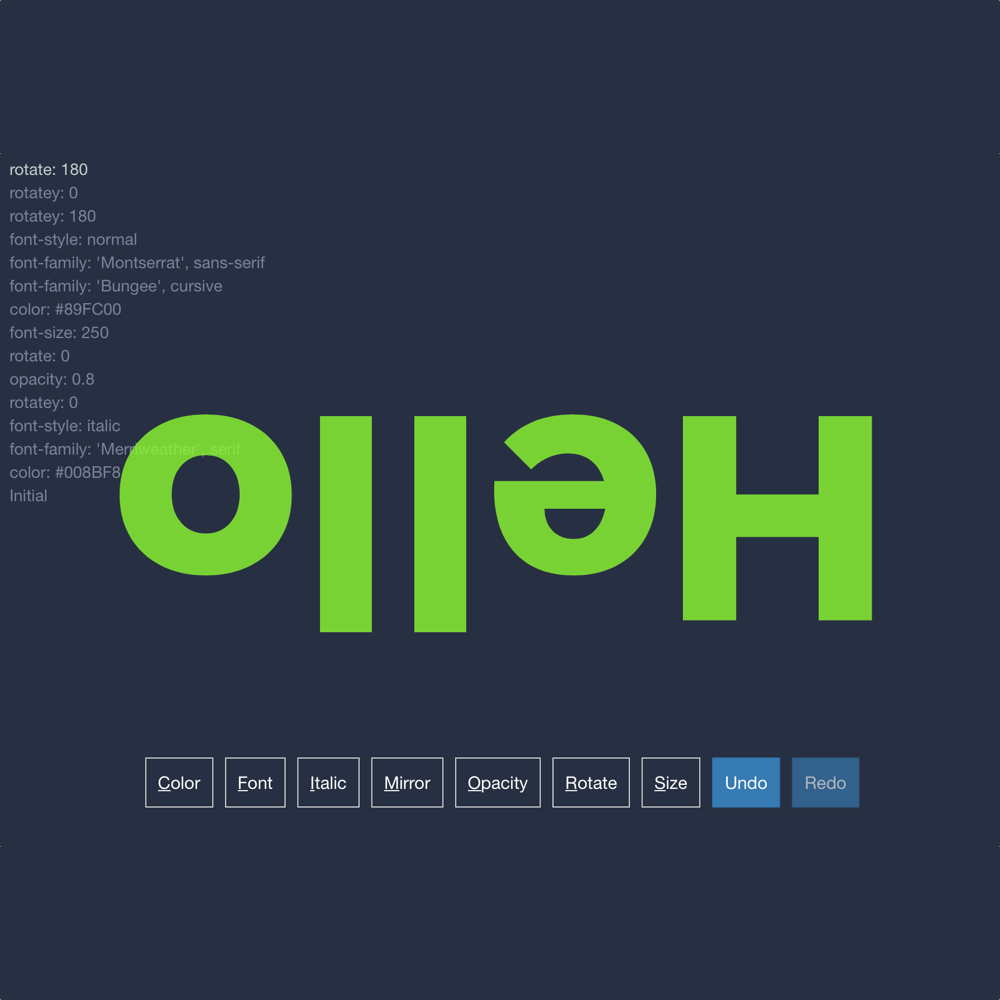 rotate: 180
rotatey: 0
rotatey: 180
font-style: normal
font-family: 'Montserrat', sans-serif
font-family: 'Bungee', cursive
color: #89FC00
font-size: 250
rotate: 0
opacity: 0.8
rotatey: 0
font-style: italic
font-family: 'Merriweather', serif
color: #008BF8
Initial
Hello
Color Font Italic Mirror Opacity Rotate Size Undo Redo